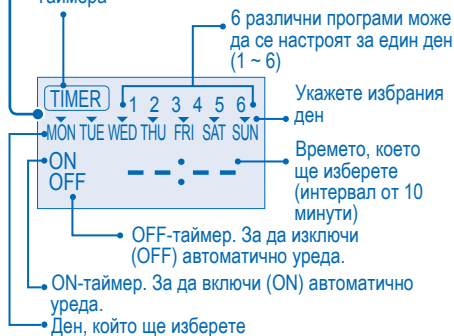 таймера
6 различни програми може
да се настроят за един ден
(1 ~ 6)
TIMER 1 2 3 4 5 6
MON TUE WED THU FRI SAT SUN
ON
OFF
--:--
Укажете избрания
ден
Времето, което
ще изберете
(интервал от 10
минути)
OFF-таймер. За да изключи
(OFF) автоматично уреда.
ON-таймер. За да включи (ON) автоматично
уреда.
Ден, който ще изберете